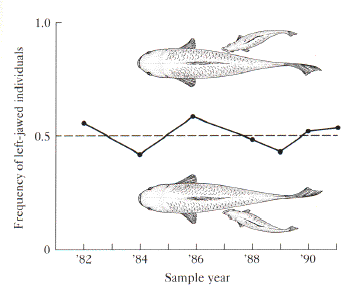 1.0
0.5
0
Frequency of left-jawed individuals
'82 '84 '86 '88 '90
Sample year